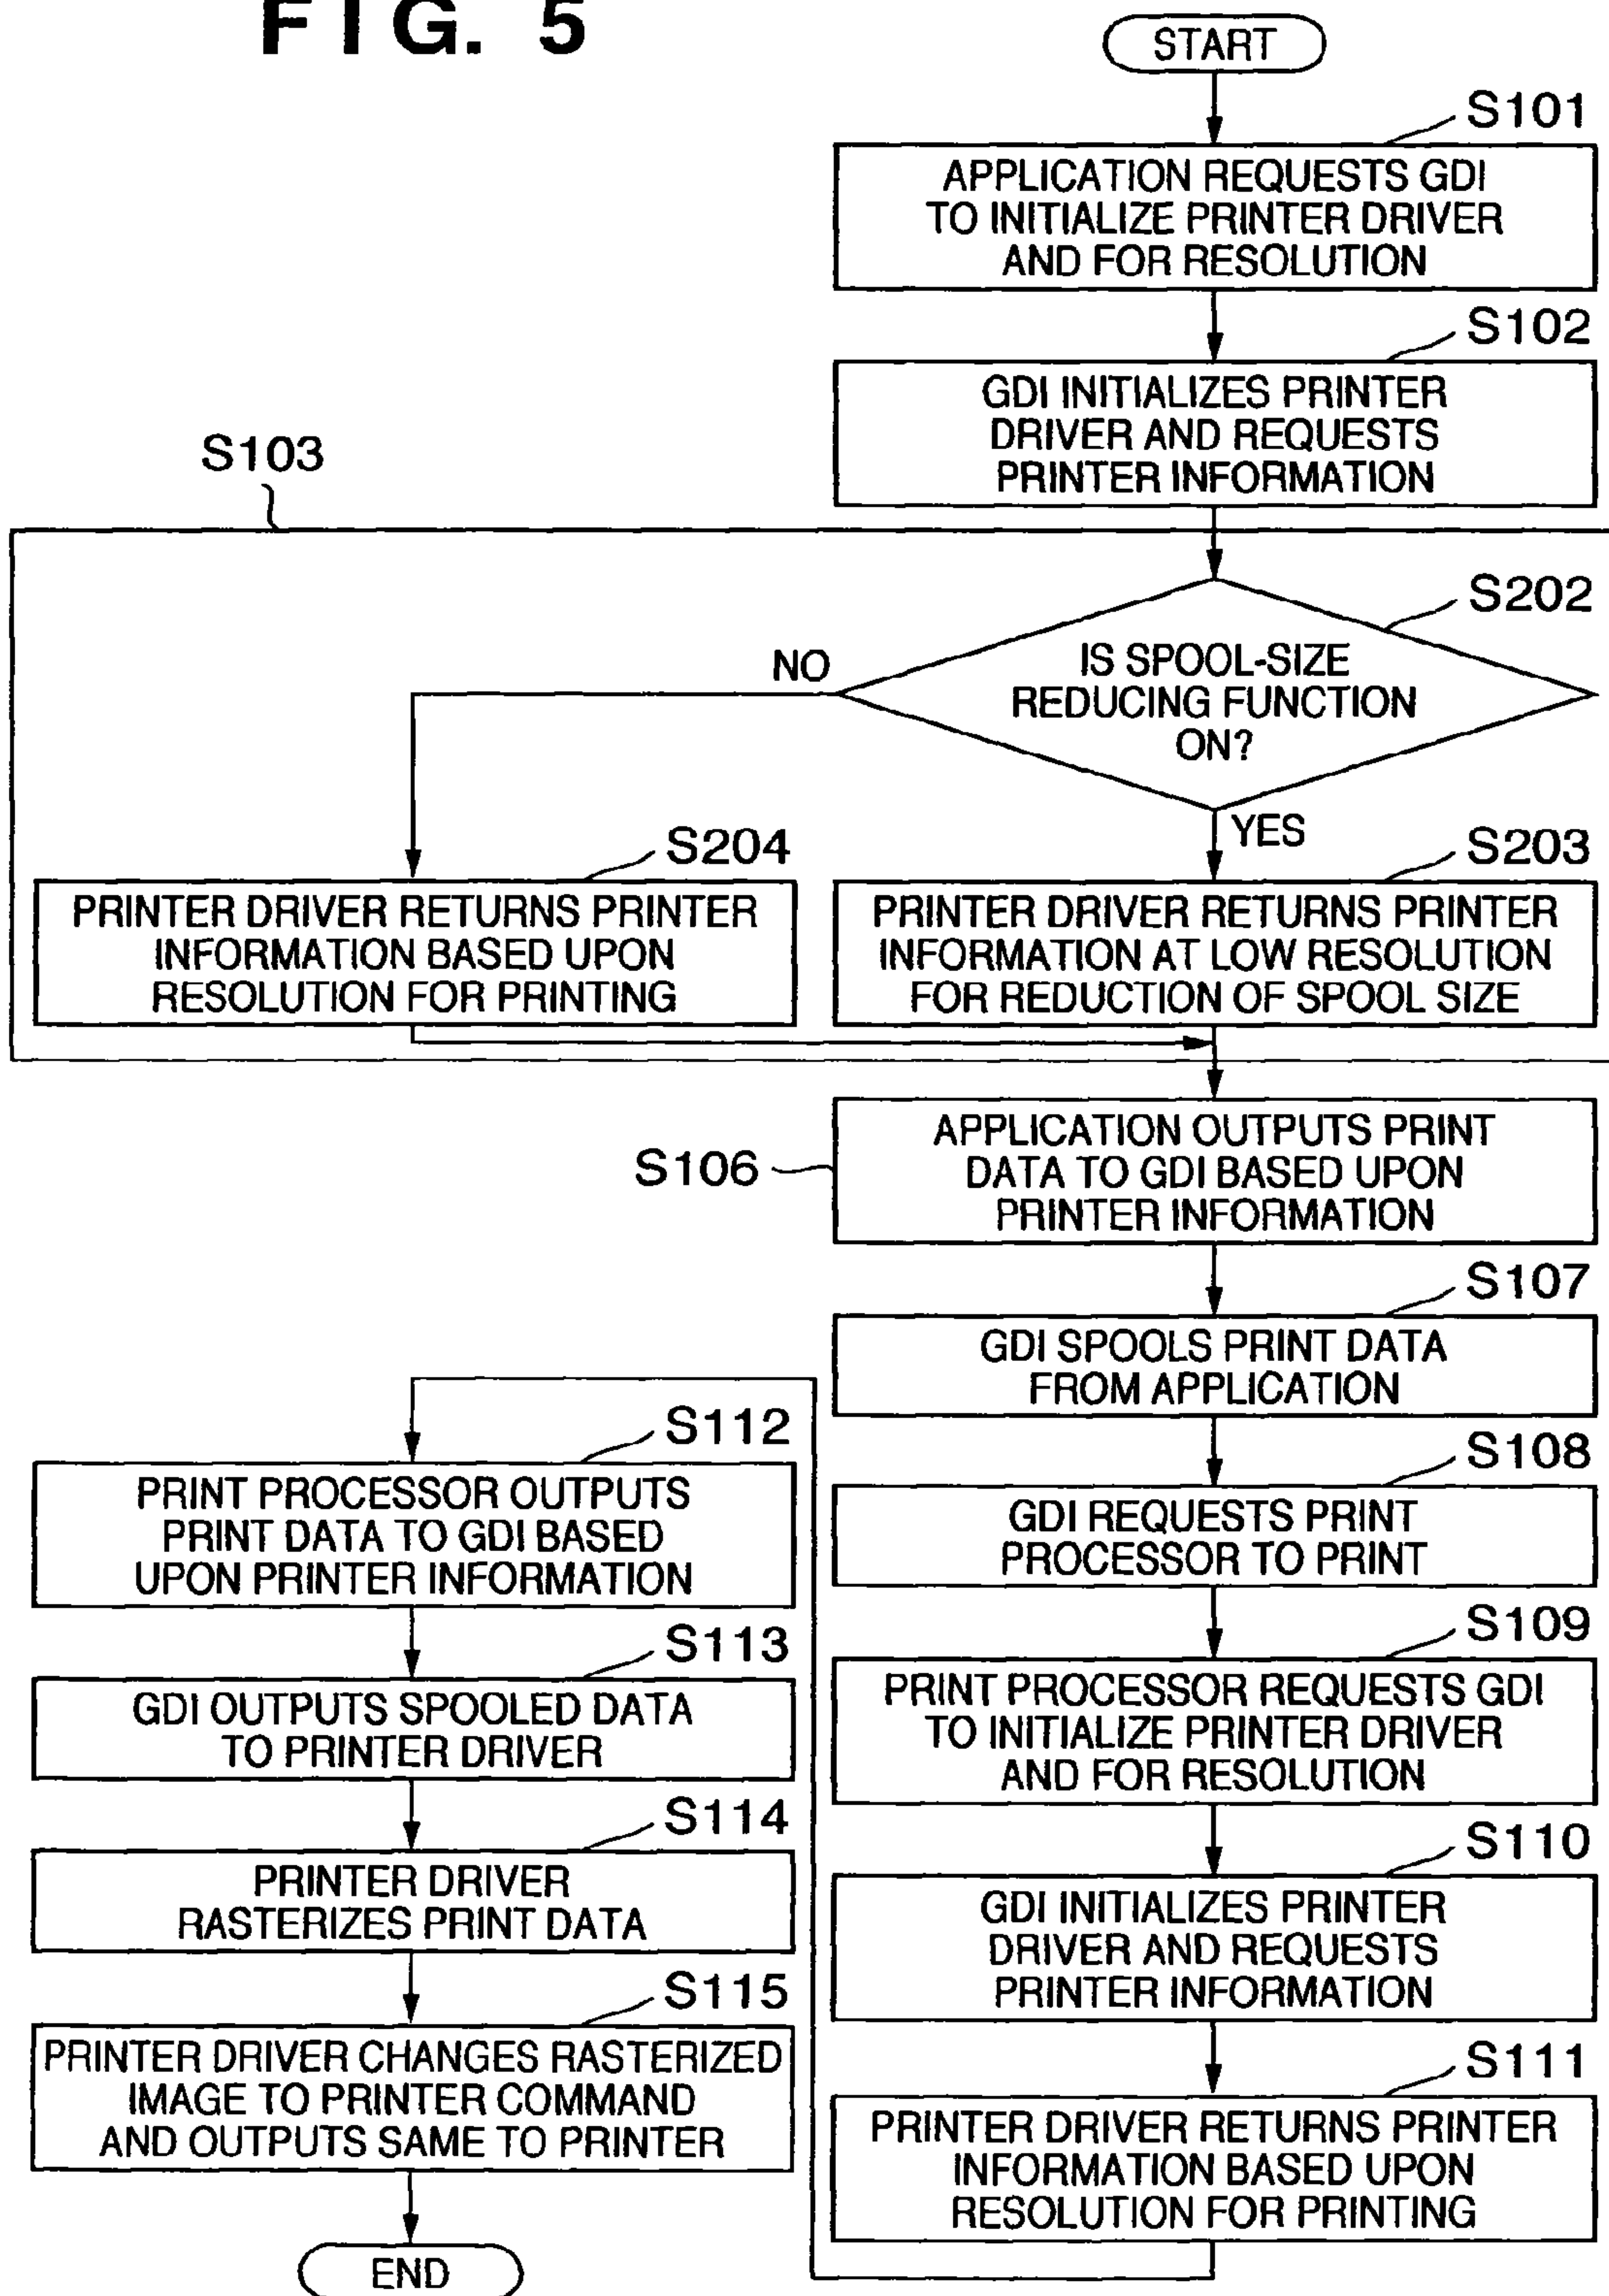 FIG. 5
START
S101
APPLICATION REQUESTS GDI
TO INITIALIZE PRINTER DRIVER
AND FOR RESOLUTION
S102
GDI INITIALIZES PRINTER
DRIVER AND REQUESTS
PRINTER INFORMATION
S103
S202
IS SPOOL-SIZE
REDUCING FUNCTION
ON?
NO
YES
S204
PRINTER DRIVER RETURNS PRINTER
INFORMATION BASED UPON
RESOLUTION FOR PRINTING
S203
PRINTER DRIVER RETURNS PRINTER
INFORMATION AT LOW RESOLUTION
FOR REDUCTION OF SPOOL SIZE
S106
APPLICATION OUTPUTS PRINT
DATA TO GDI BASED UPON
PRINTER INFORMATION
S107
GDI SPOOLS PRINT DATA
FROM APPLICATION
S108
GDI REQUESTS PRINT
PROCESSOR TO PRINT
S109
PRINT PROCESSOR REQUESTS GDI
TO INITIALIZE PRINTER DRIVER
AND FOR RESOLUTION
S110
GDI INITIALIZES PRINTER
DRIVER AND REQUESTS
PRINTER INFORMATION
S111
PRINTER DRIVER RETURNS PRINTER
INFORMATION BASED UPON
RESOLUTION FOR PRINTING
S112
PRINT PROCESSOR OUTPUTS
PRINT DATA TO GDI BASED
UPON PRINTER INFORMATION
S113
GDI OUTPUTS SPOOLED DATA
TO PRINTER DRIVER
S114
PRINTER DRIVER
RASTERIZES PRINT DATA
S115
PRINTER DRIVER CHANGES RASTERIZED
IMAGE TO PRINTER COMMAND
AND OUTPUTS SAME TO PRINTER
END